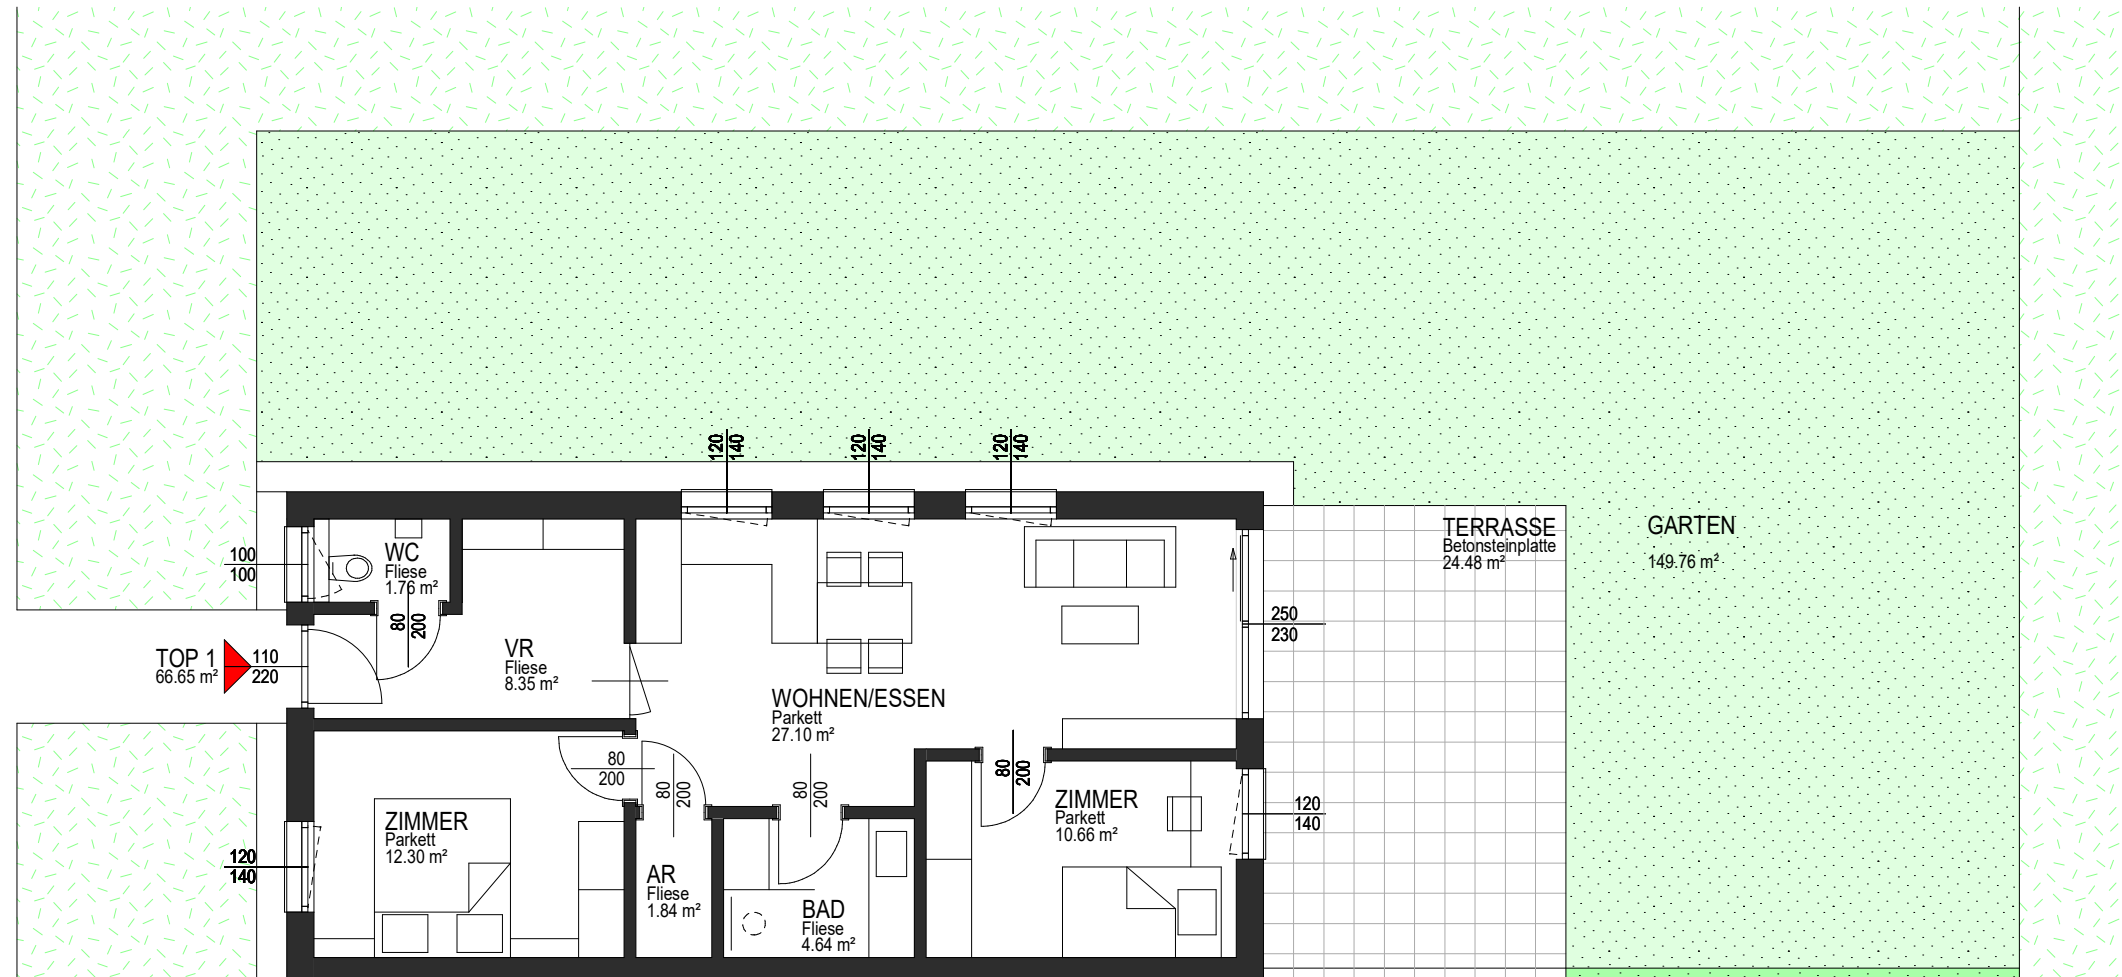 120
140
120
140
120
140
100
100
WC
Fliese
1.76 m²
80
200
TOP 1
66.65 m²
110
220
VR
Fliese
8.35 m²
WOHNEN/ESSEN
Parkett
27.10 m²
250
230
TERRASSE
Betonsteinplatte
24.48 m²
GARTEN
149.76 m²
80
200
80
200
80
200
80
200
ZIMMER
Parkett
12.30 m²
120
140
AR
Fliese
1.84 m²
BAD
Fliese
4.64 m²
ZIMMER
Parkett
10.66 m²
120
140